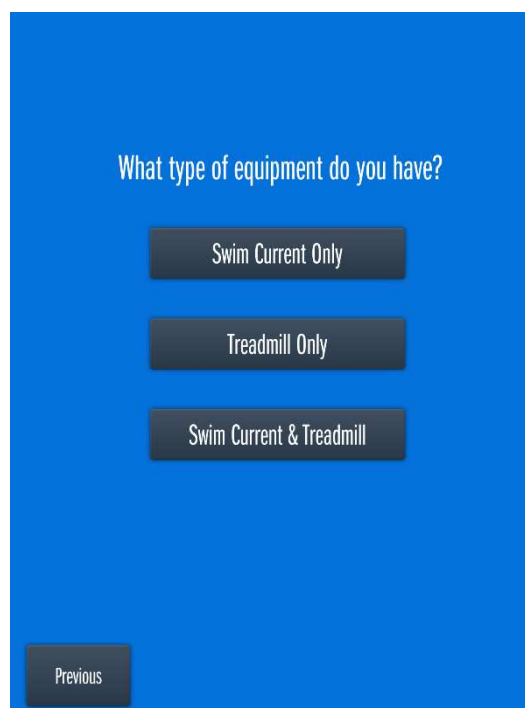 What type of equipment do you have?
Swim Current Only
Treadmill Only
Swim Current & Treadmill
Previous